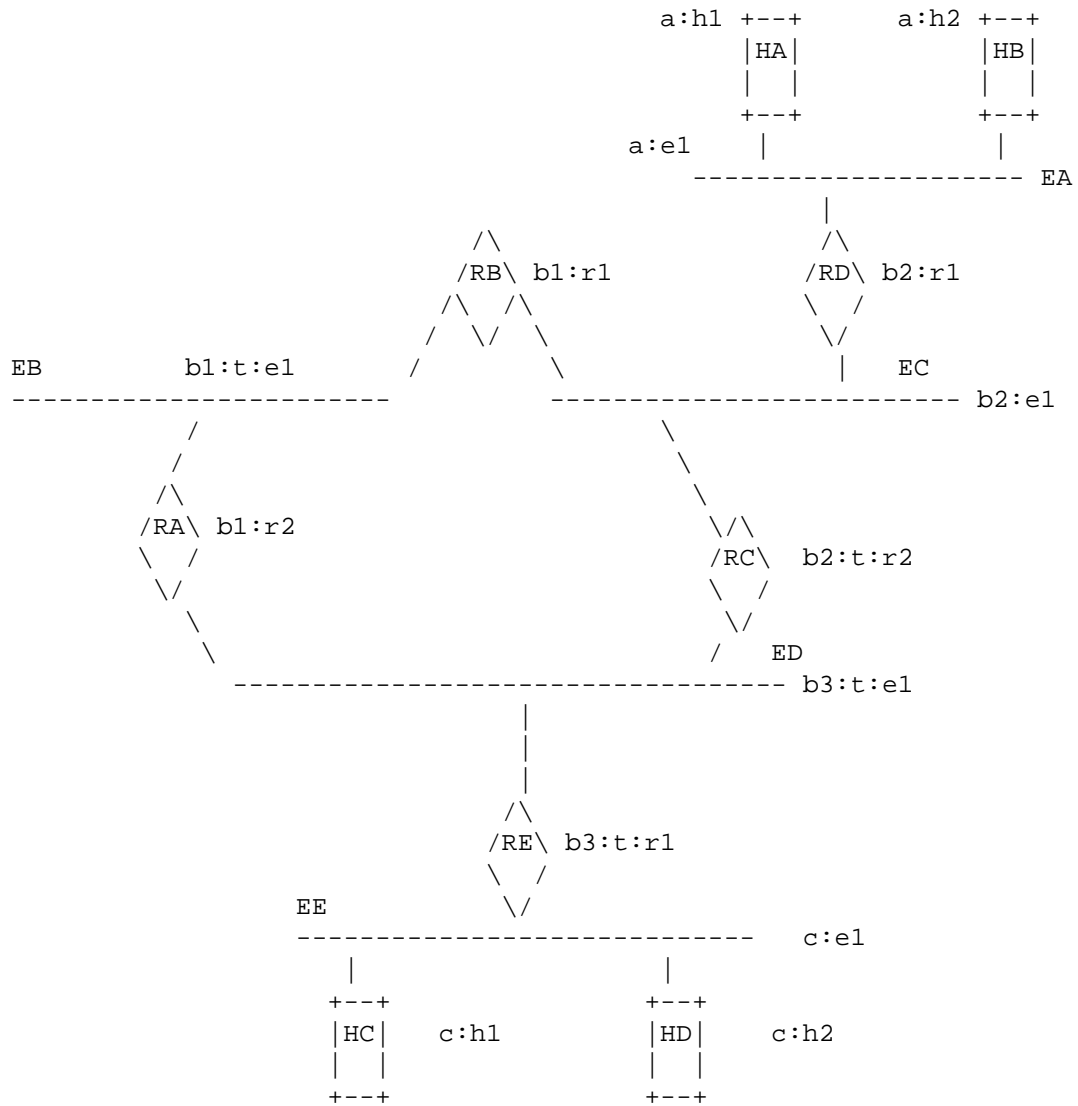 a:h1 a:h2
HA HB
a:e1
EA
RB b1:r1 RD b2:r1
EB b1:t:e1 EC
b2:e1
RA b1:r2
RC b2:t:r2
ED
b3:t:e1
RE b3:t:r1
EE
c:e1
HC c:h1 HD c:h2